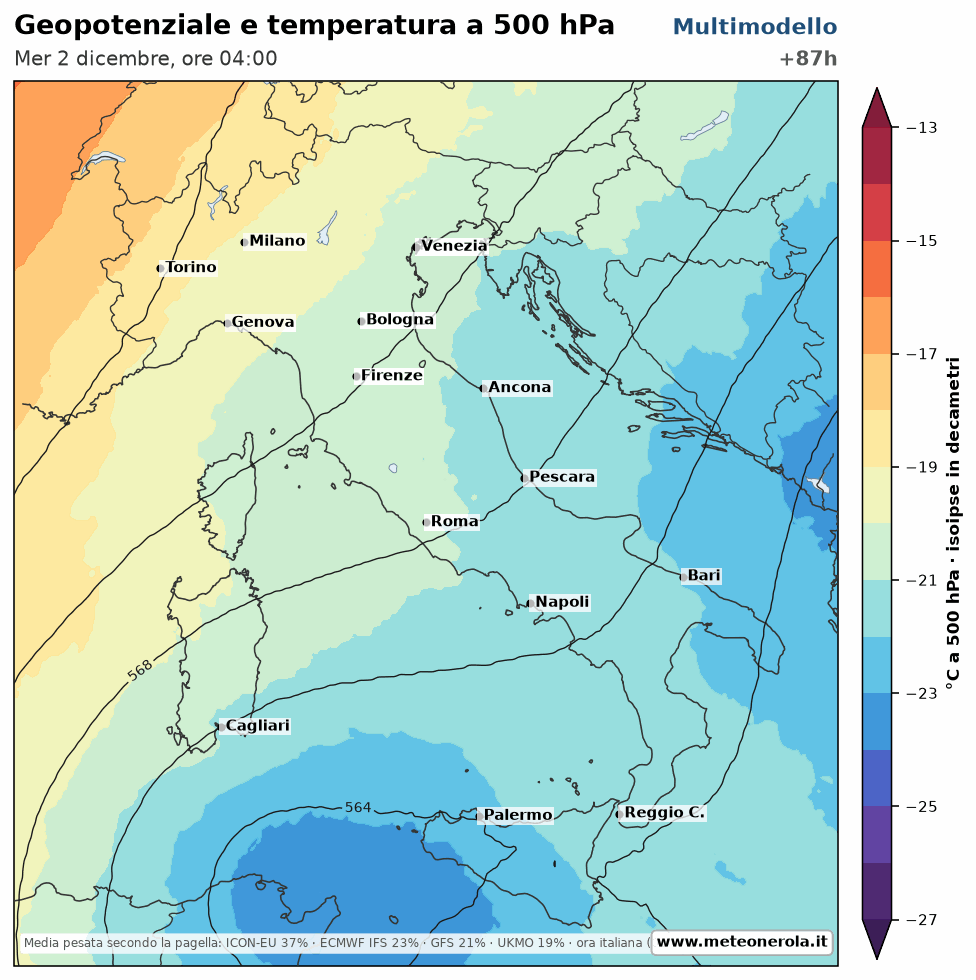 Geopotenziale e temperatura a 500 hPa
Multimodello
Mer 2 dicembre, ore 04:00
+87h
Milano
Venezia
Torino
Genova
Bologna
Firenze
Ancona
Pescara
Roma
Bari
Napoli
568
Cagliari
564
Palermo
Reggio C.
−13
−15
−17
−19
−21
−23
−25
−27
°C a 500 hPa · isoipse in decametri
Media pesata secondo la pagella: ICON-EU 37% · ECMWF IFS 23% · GFS 21% · UKMO 19% · ora italiana (
www.meteonerola.it